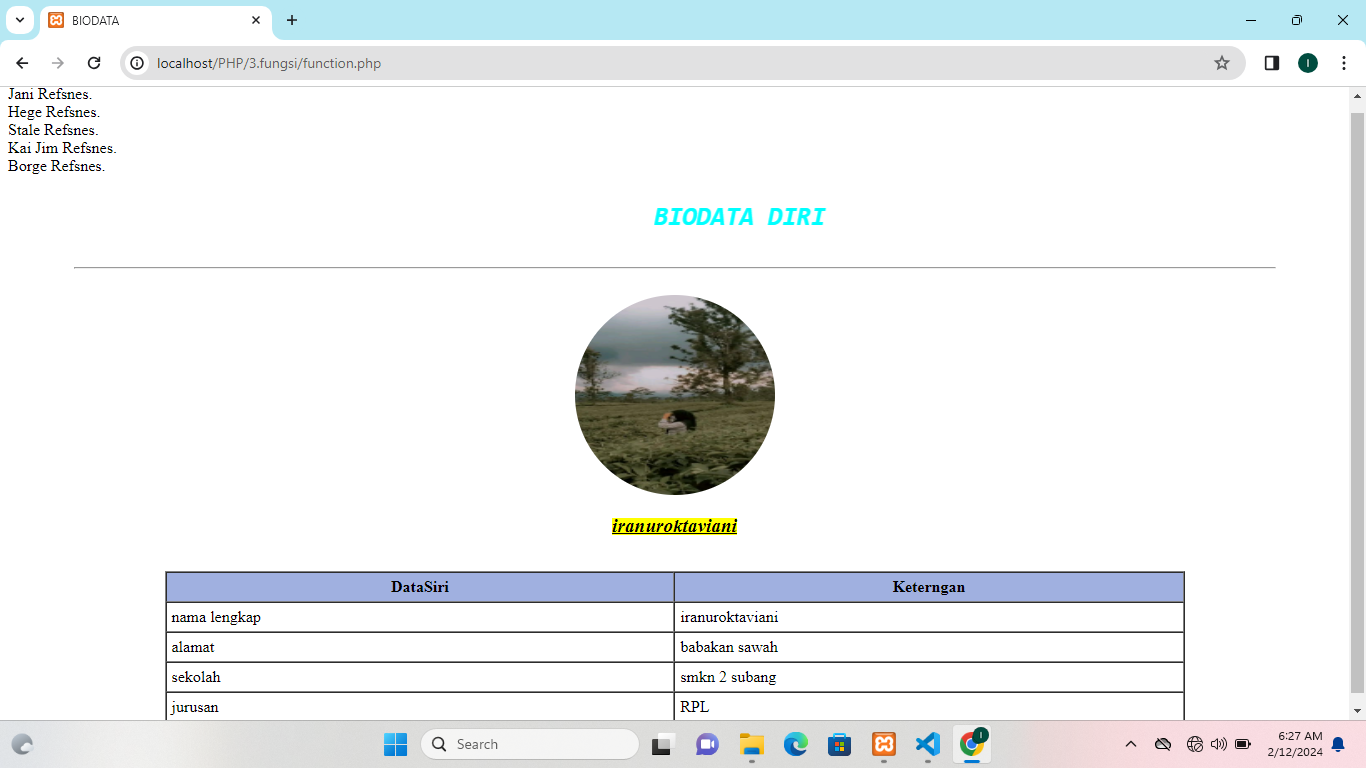 BIODATA
localhost/PHP/3.fungsi/function.php
I
Jani Refsnes.
Hege Refsnes.
Stale Refsnes.
Kai Jim Refsnes.
Borge Refsnes.
BIODATA DIRI
iranuroktaviani
DataSiri Keterngan
nama lengkap iranuroktaviani
alamat babakan sawah
sekolah smkn 2 subang
jurusan RPL
Search
6:27 AM
2/12/2024